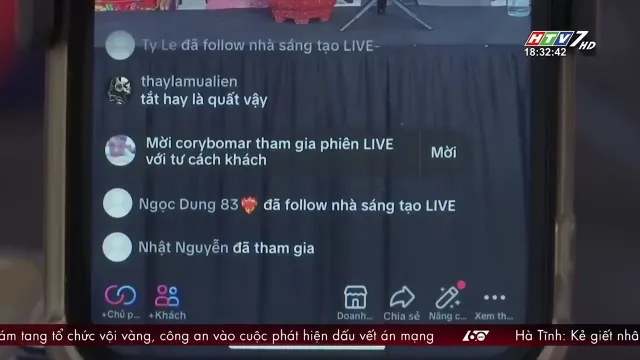 HTV7 HD
18:32:42
Ty Le đã follow nhà sáng tạo LIVE-
thaylamualien
tắt hay là quất vậy
Mời corybomar tham gia phiên LIVE
với tư cách khách
Mời
Ngọc Dung 83❤️‍🔥 đã follow nhà sáng tạo LIVE
Nhật Nguyễn đã tham gia
+Chủ p... +Khách Doanh... Chia sẻ Nâng c... Xem th...
ám tang tổ chức vội vàng, công an vào cuộc phát hiện dấu vết án mạng 60 Hà Tĩnh: Kẻ giết nhâ